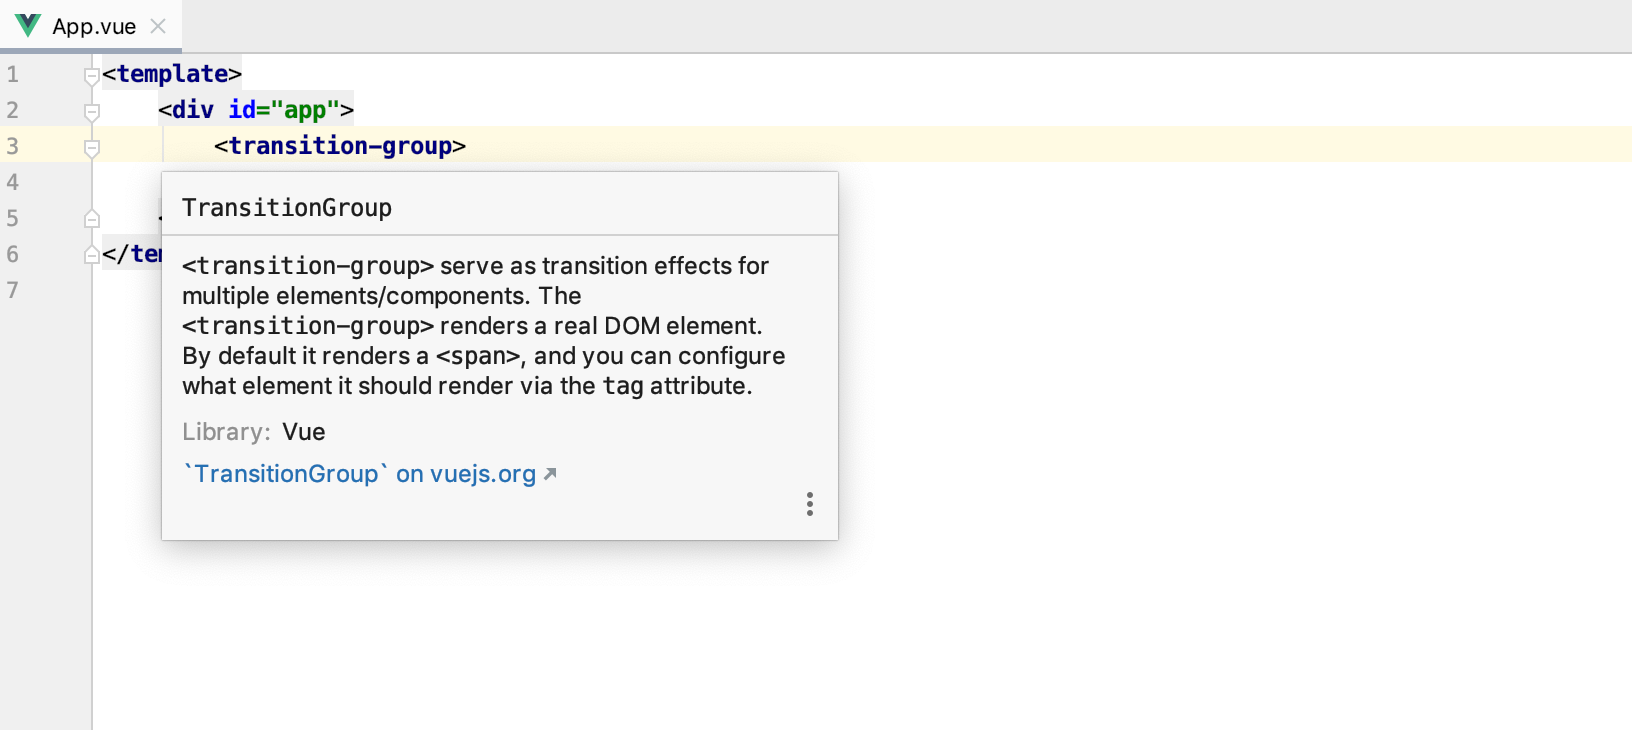 App.vue
1 <template>
2 <div id="app">
3 <transition-group>
4
5 <
6 </tem
7
TransitionGroup
<transition-group> serve as transition effects for
multiple elements/components. The
<transition-group> renders a real DOM element.
By default it renders a <span>, and you can configure
what element it should render via the tag attribute.
Library: Vue
`TransitionGroup` on vuejs.org